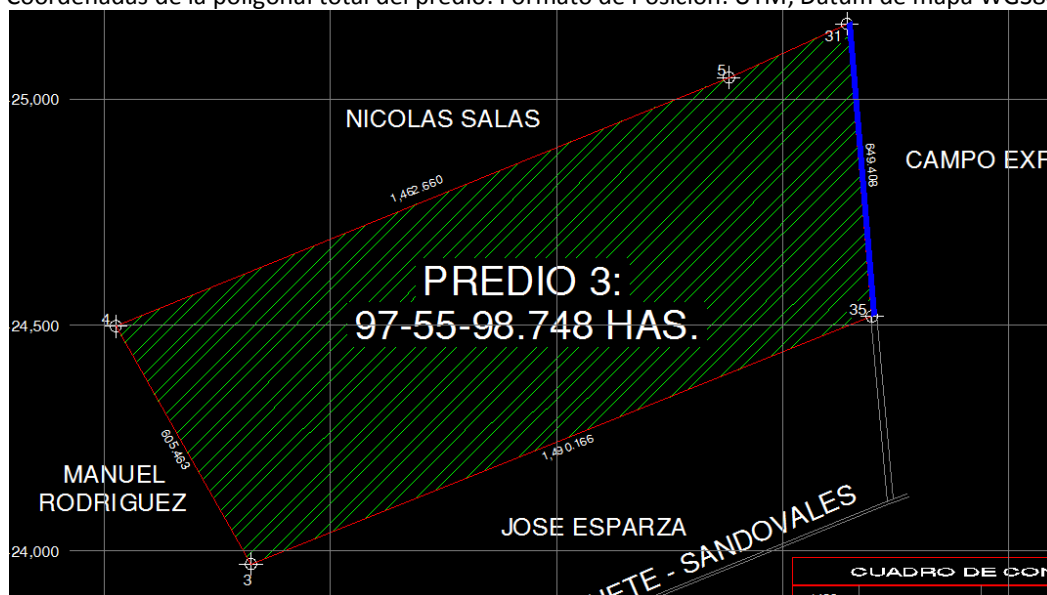 Coordenadas de la poligonal total del predio: Formato de Posición: UTM, Datum de mapa WGS8
31
5
25,000
NICOLAS SALAS
649.408
CAMPO EXP
1,462.660
PREDIO 3:
97-55-98.748 HAS.
4
24,500
35
605.463
1,490.166
MANUEL
RODRIGUEZ
JOSE ESPARZA
24,000
3
SANDOVALES
CUADRO DE